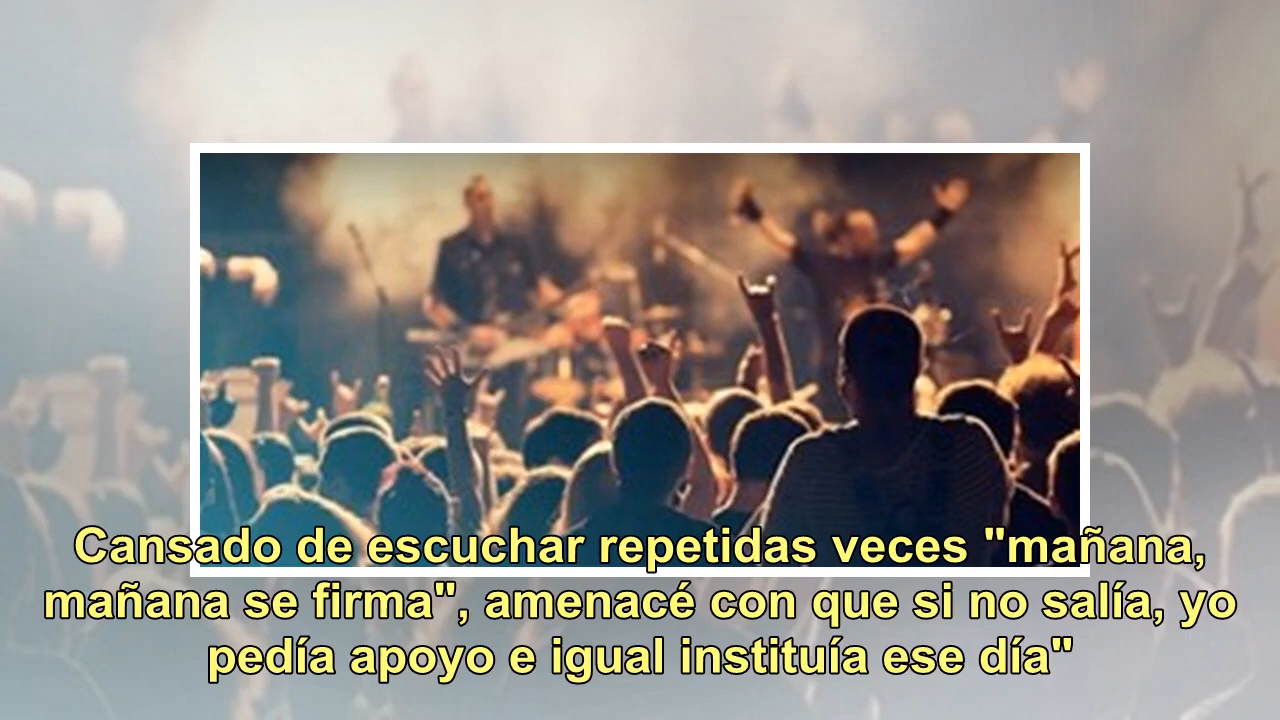 Cansado de escuchar repetidas veces "mañana,
mañana se firma", amenacé con que si no salía, yo
pedía apoyo e igual instituía ese día"